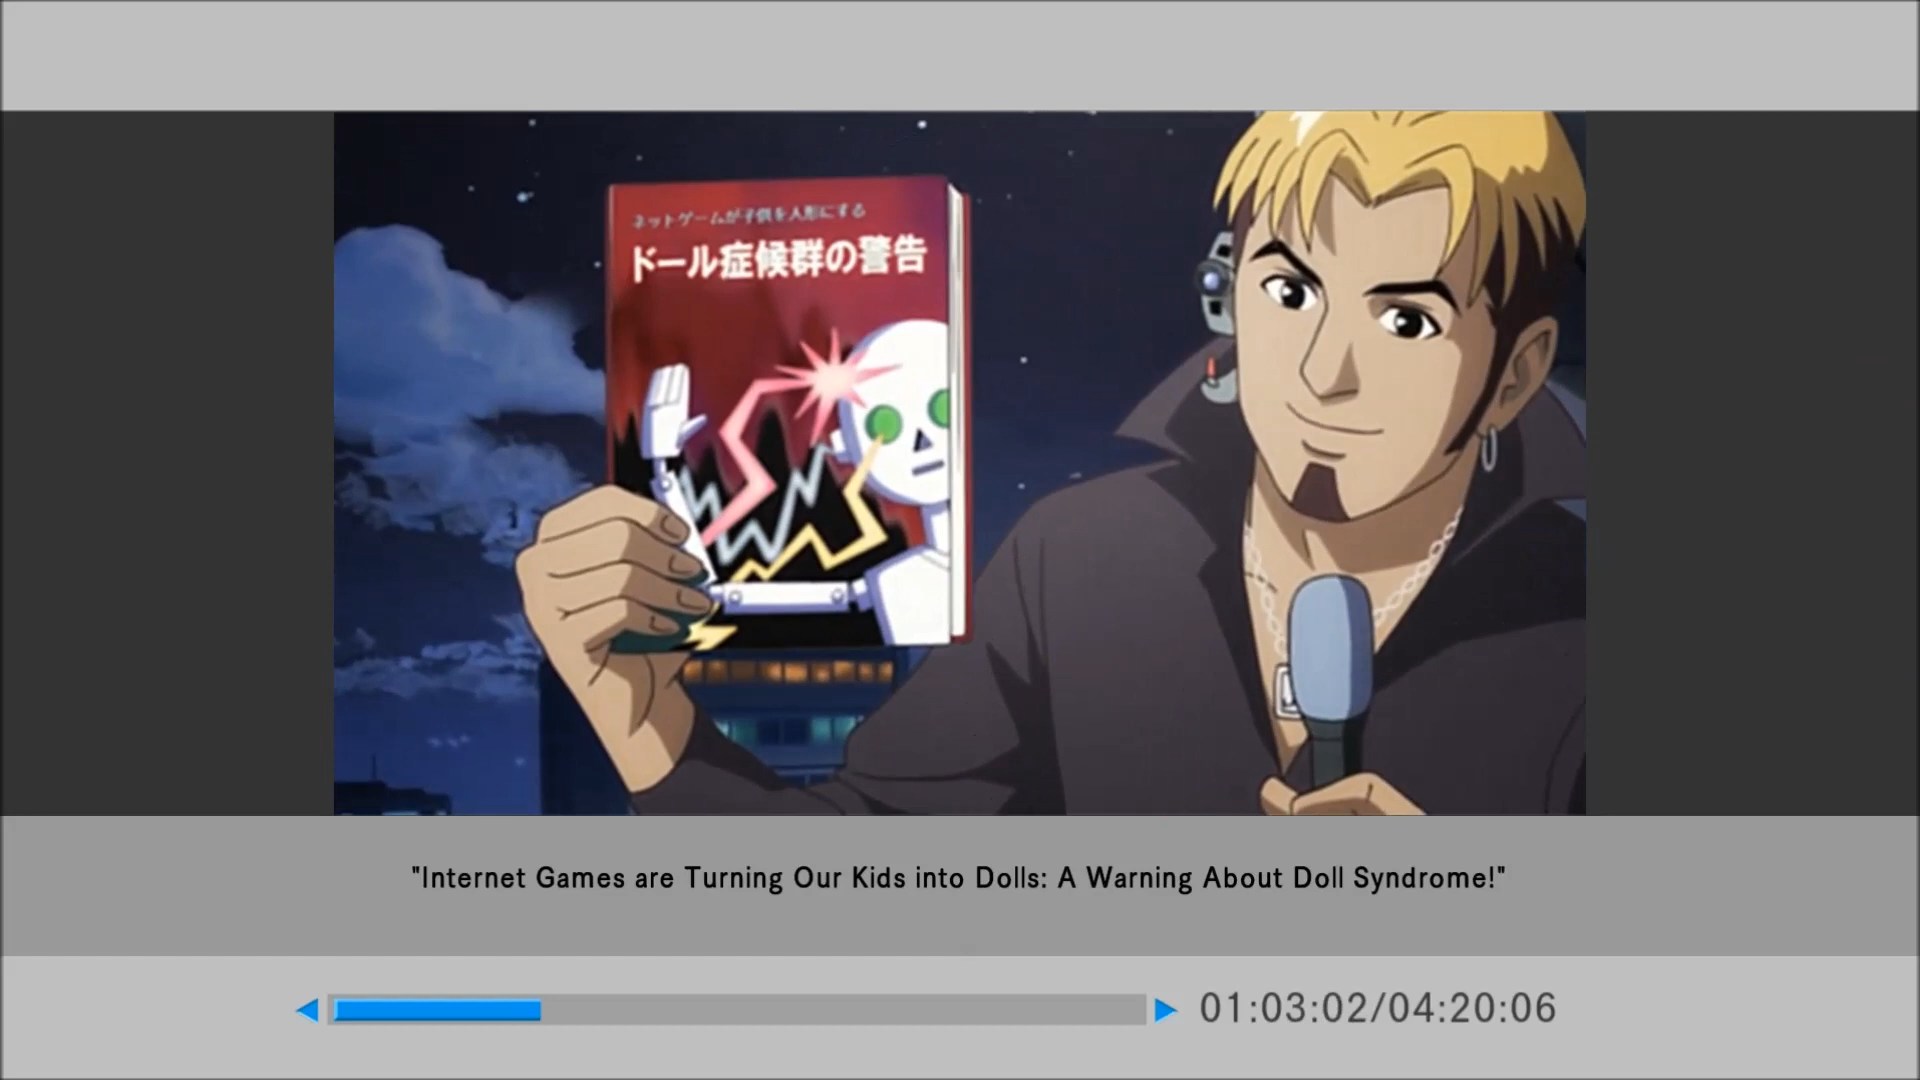 ネットゲームが子供を人形にする
ドール症候群の警告
"Internet Games are Turning Our Kids into Dolls: A Warning About Doll Syndrome!"
01:03:02/04:20:06